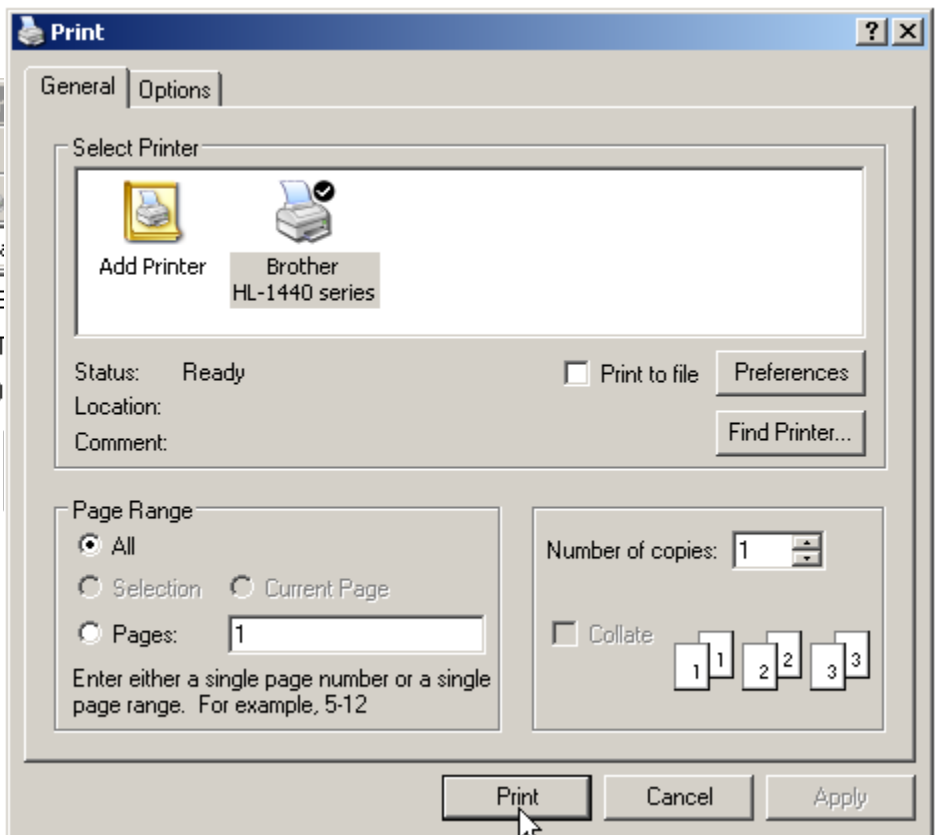 Print
General
Options
Select Printer
Add Printer
Brother
HL-1440 series
Status: Ready
Print to file
Preferences
Location:
Comment:
Find Printer...
Page Range
All
Selection
Current Page
Pages: 1
Enter either a single page number or a single
page range. For example, 5-12
Number of copies: 1
Collate
1 1 2 2 3 3
Print
Cancel
Apply